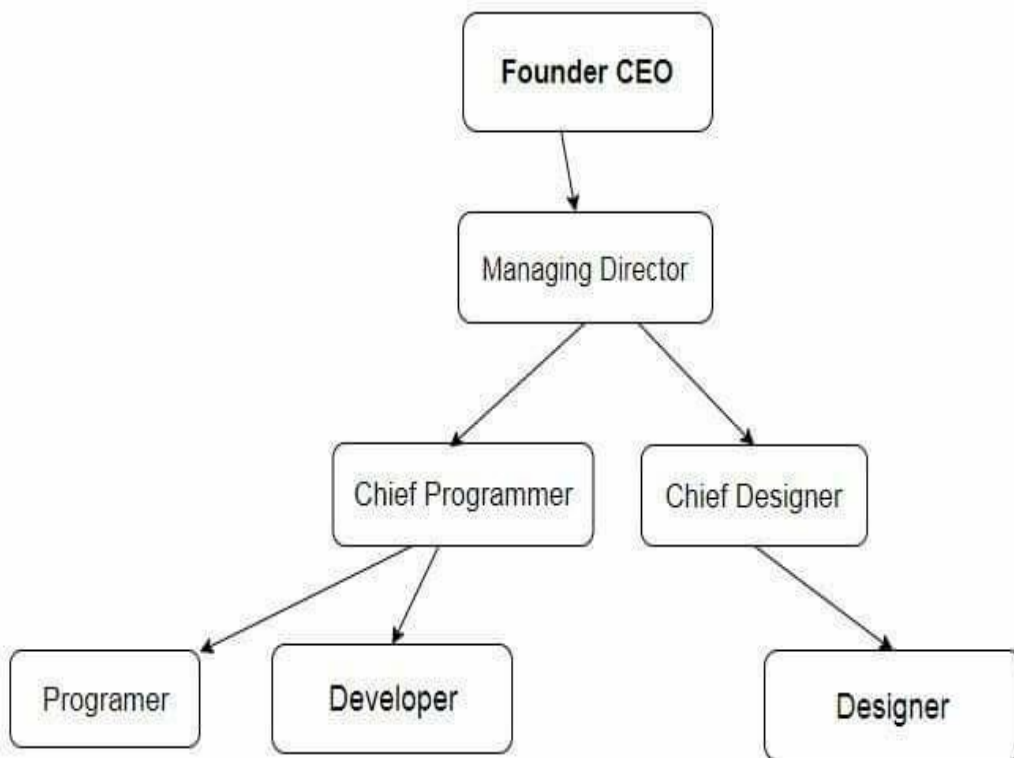 Founder CEO
Managing Director
Chief Programmer
Chief Designer
Programer
Developer
Designer